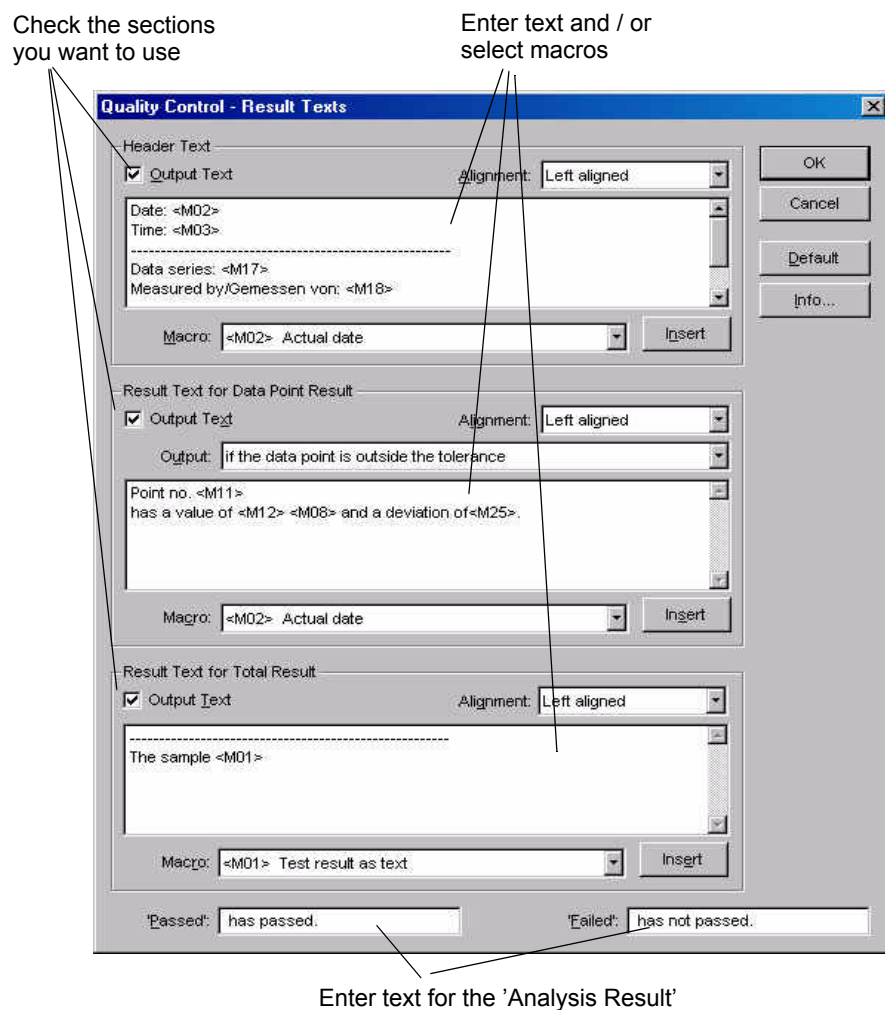 Check the sections
you want to use
Enter text and / or
select macros
Quality Control - Result Texts
Header Text
Output Text
Alignment: Left aligned
OK
Date: <M02>
Time: <M03>
-----------------------------------------------------
Data series: <M17>
Measured by/Gemessen von: <M18>
Cancel
Default
Info...
Macro: <M02> Actual date
Insert
Result Text for Data Point Result
Output Text
Alignment: Left aligned
Output: if the data point is outside the tolerance
Point no. <M11>
has a value of <M12> <M08> and a deviation of<M25>.
Macro: <M02> Actual date
Insert
Result Text for Total Result
Output Text
Alignment: Left aligned
-----------------------------------------------------
The sample <M01>
Macro: <M01> Test result as text
Insert
'Passed': has passed.
'Failed': has not passed.
Enter text for the ’Analysis Result’